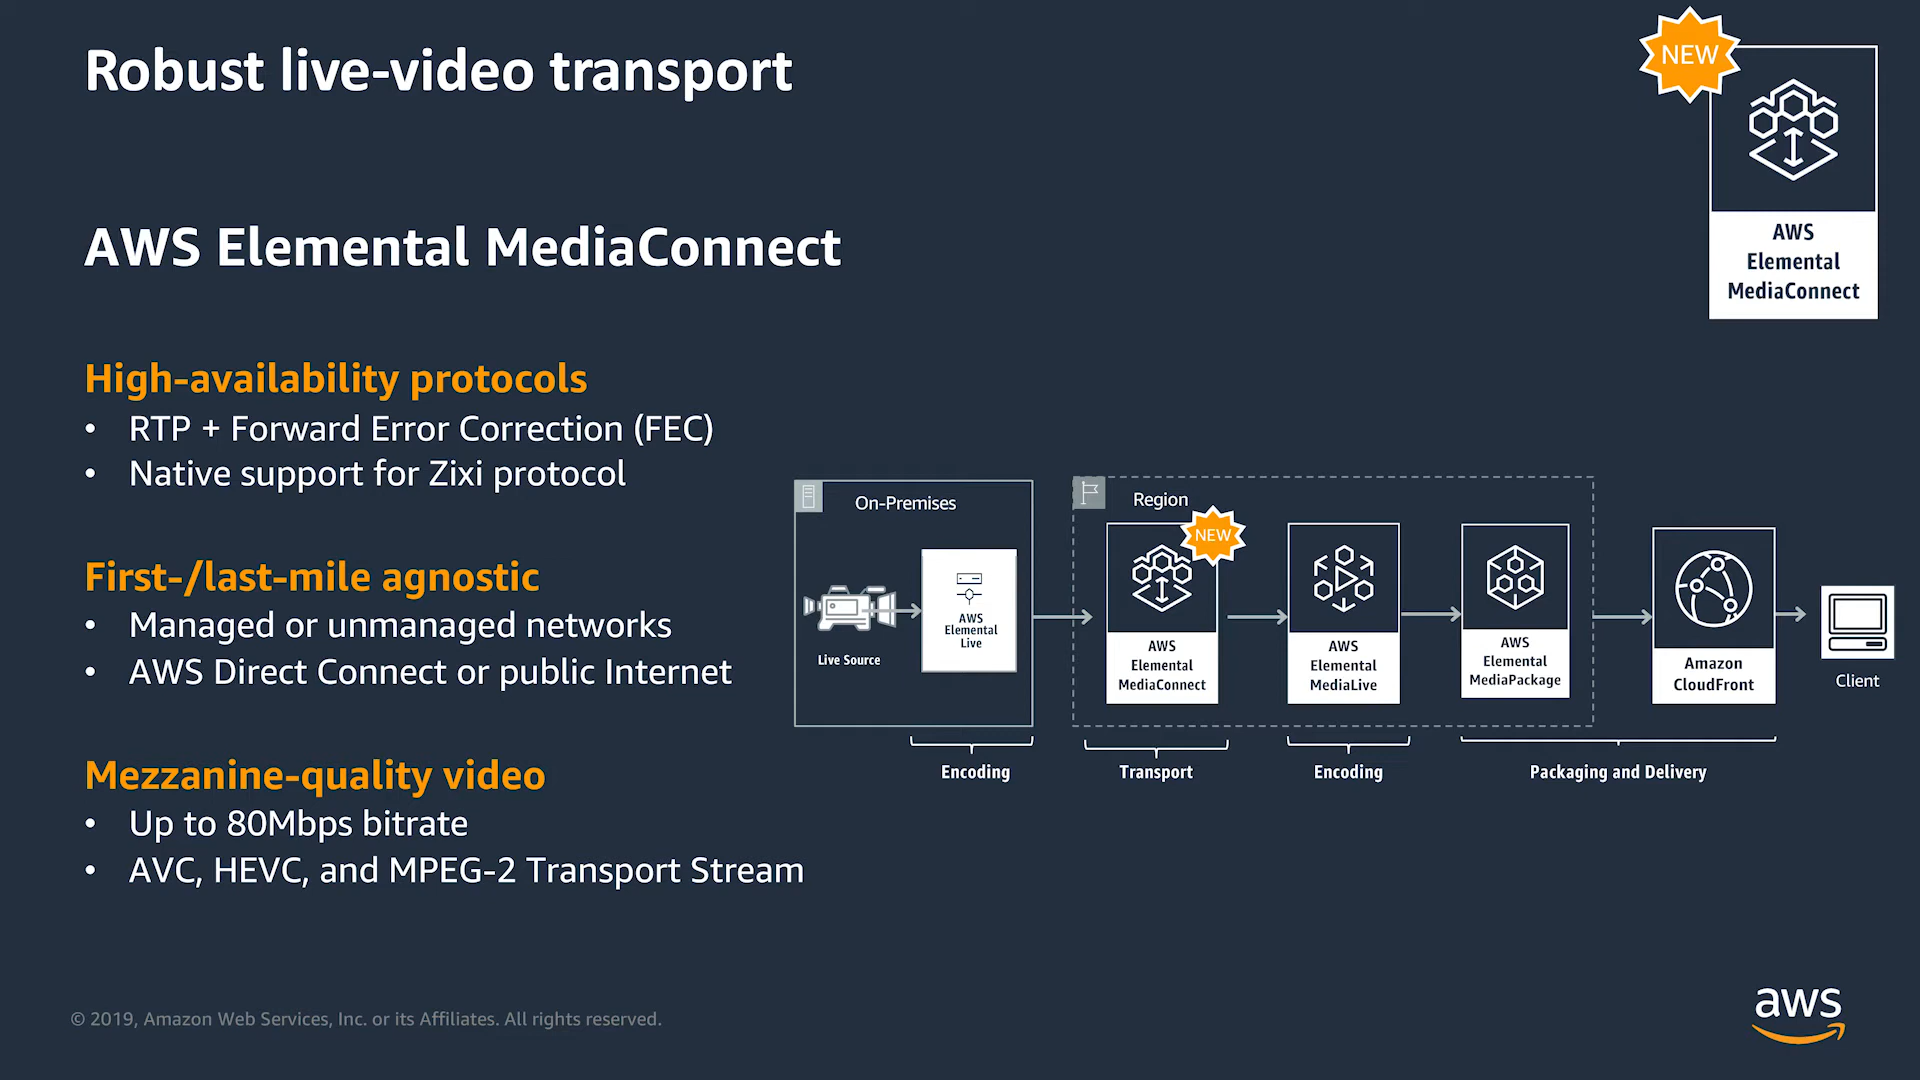 Robust live-video transport
NEW
AWS
Elemental
MediaConnect
AWS Elemental MediaConnect
High-availability protocols
• RTP + Forward Error Correction (FEC)
• Native support for Zixi protocol
First-/last-mile agnostic
• Managed or unmanaged networks
• AWS Direct Connect or public Internet
Mezzanine-quality video
• Up to 80Mbps bitrate
• AVC, HEVC, and MPEG-2 Transport Stream
On-Premises
Live Source
AWS
Elemental
Live
Encoding
Region
NEW
AWS
Elemental
MediaConnect
Transport
AWS
Elemental
MediaLive
Encoding
AWS
Elemental
MediaPackage
Amazon
CloudFront
Packaging and Delivery
Client
© 2019, Amazon Web Services, Inc. or its Affiliates. All rights reserved.
aws